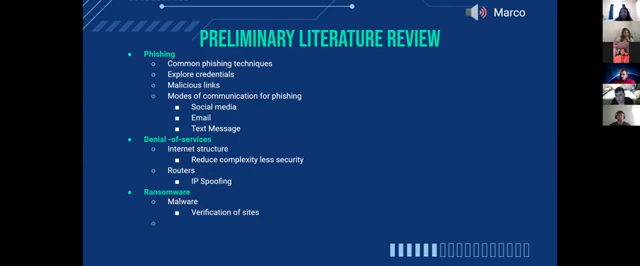 Marco
PRELIMINARY LITERATURE REVIEW
Phishing
Common phishing techniques
Explore credentials
Malicious links
Modes of communication for phishing
Social media
Email
Text Message
Denial -of-services
Internet structure
Reduce complexity less security
Routers
IP Spoofing
Ransomware
Malware
Verification of sites